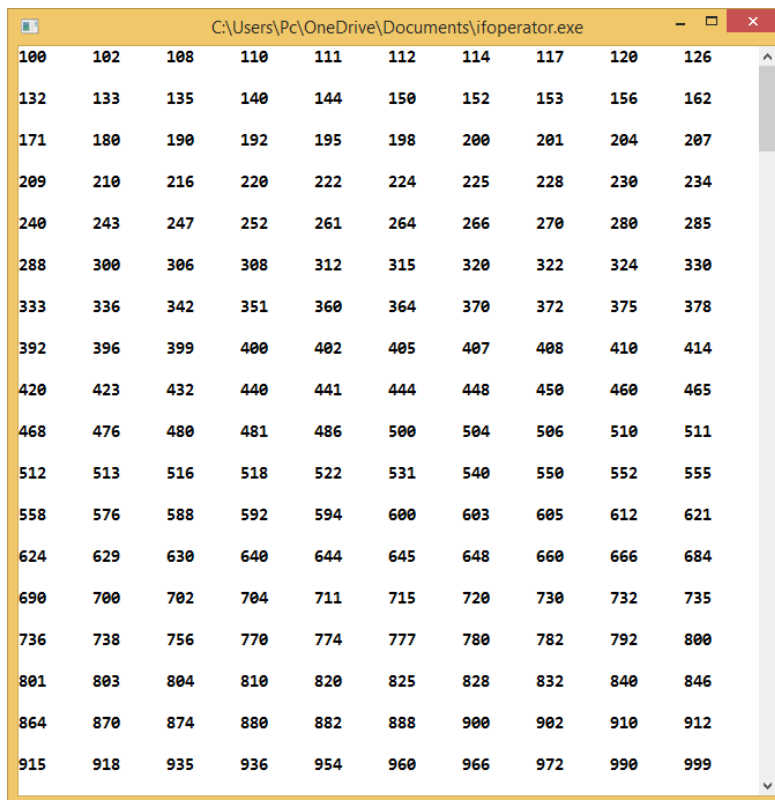 C:\Users\Pc\OneDrive\Documents\ifoperator.exe
100 102 108 110 111 112 114 117 120 126
132 133 135 140 144 150 152 153 156 162
171 180 190 192 195 198 200 201 204 207
209 210 216 220 222 224 225 228 230 234
240 243 247 252 261 264 266 270 280 285
288 300 306 308 312 315 320 322 324 330
333 336 342 351 360 364 370 372 375 378
392 396 399 400 402 405 407 408 410 414
420 423 432 440 441 444 448 450 460 465
468 476 480 481 486 500 504 506 510 511
512 513 516 518 522 531 540 550 552 555
558 576 588 592 594 600 603 605 612 621
624 629 630 640 644 645 648 660 666 684
690 700 702 704 711 715 720 730 732 735
736 738 756 770 774 777 780 782 792 800
801 803 804 810 820 825 828 832 840 846
864 870 874 880 882 888 900 902 910 912
915 918 935 936 954 960 966 972 990 999